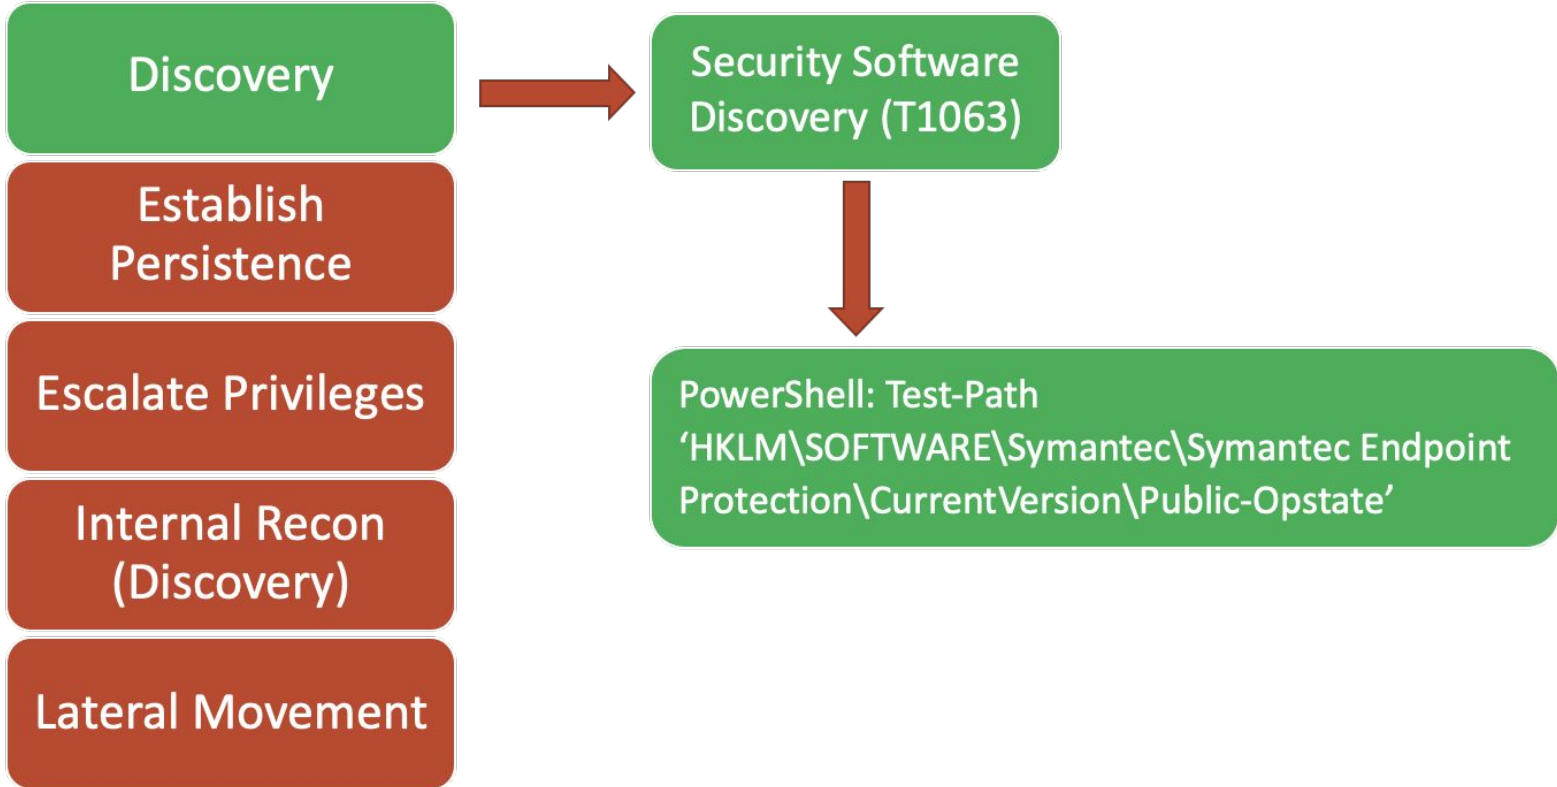 Discovery
Security Software
Discovery (T1063)
Establish
Persistence
Escalate Privileges
PowerShell: Test-Path
‘HKLM\SOFTWARE\Symantec\Symantec Endpoint
Protection\CurrentVersion\Public-Opstate’
Internal Recon
(Discovery)
Lateral Movement